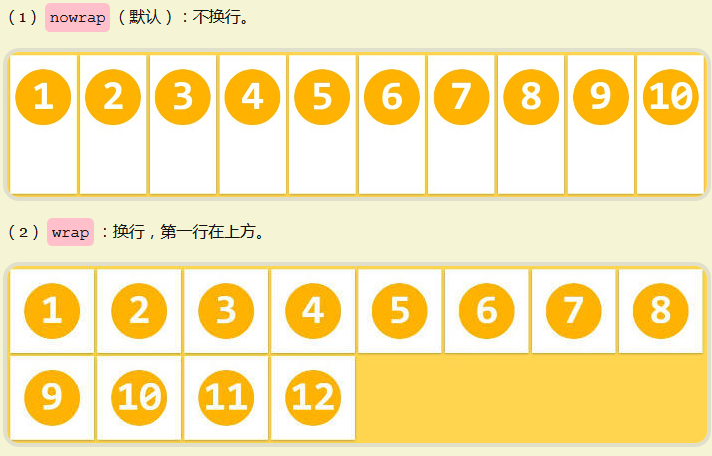 （1）nowrap（默认）：不换行。
1 2 3 4 5 6 7 8 9 10
（2）wrap：换行，第一行在上方。
1 2 3 4 5 6 7 8
9 10 11 12